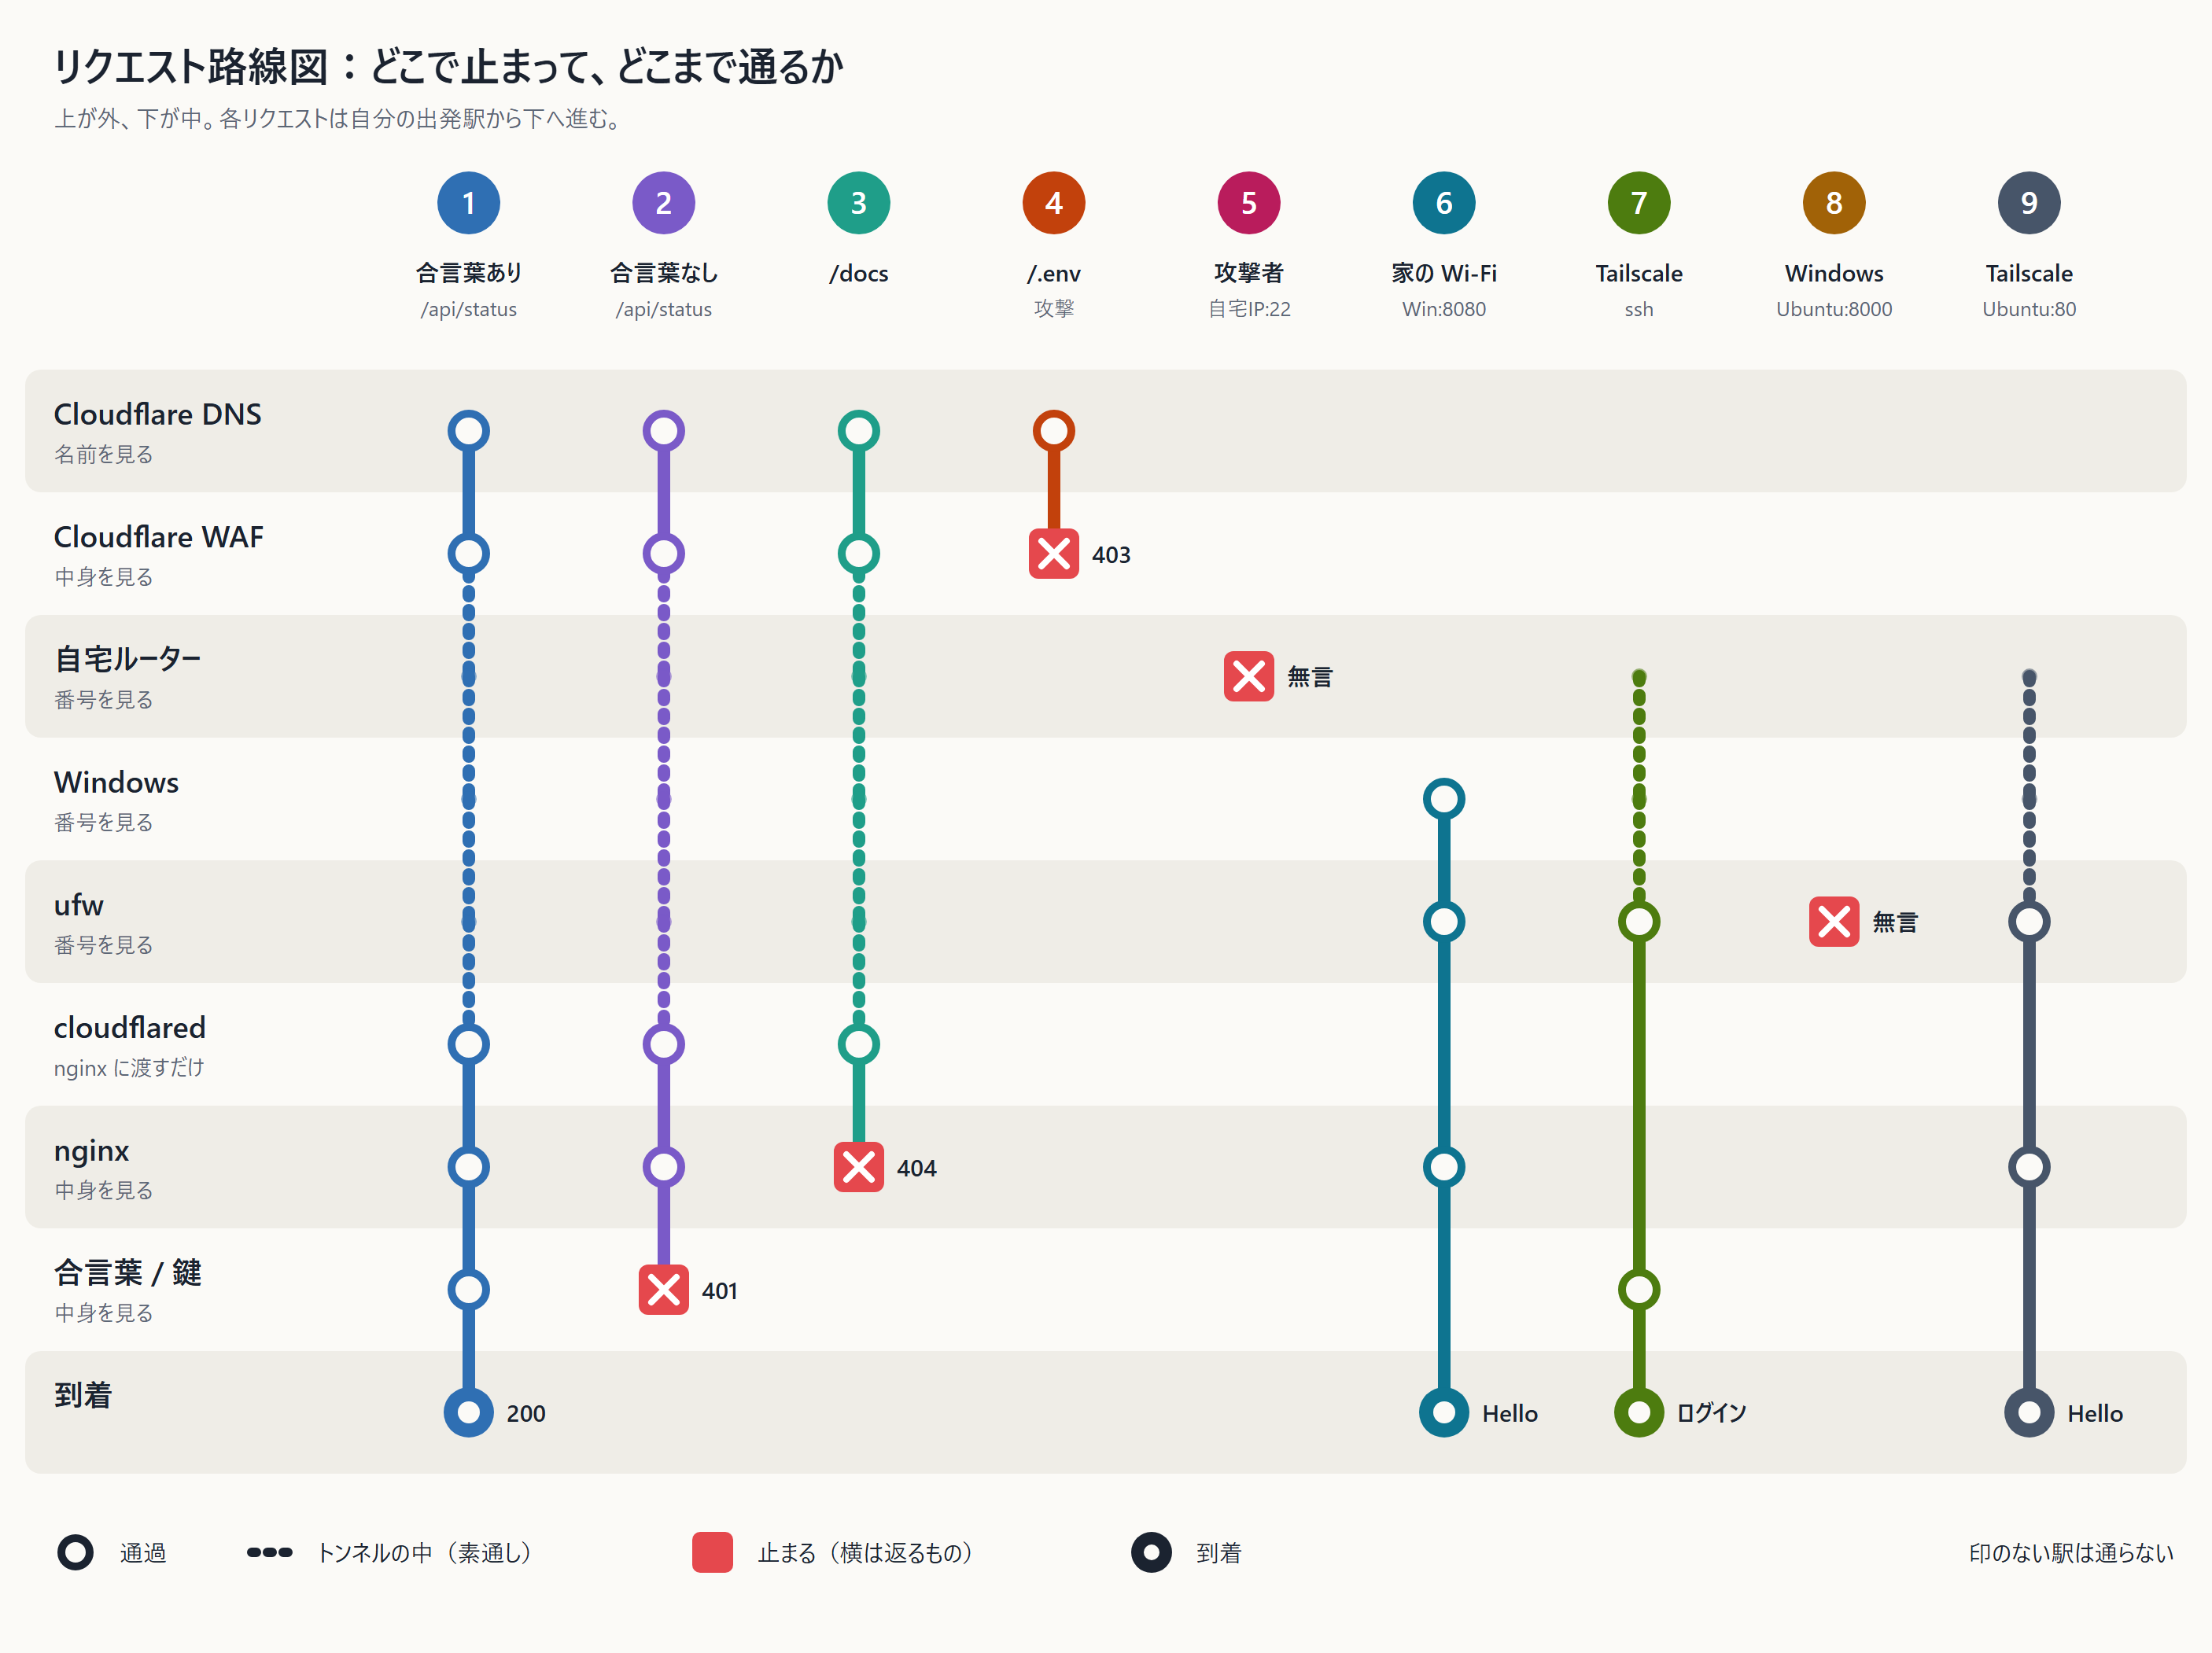 リクエスト路線図：どこで止まって、どこまで通るか
上が外、下が中。各リクエストは自分の出発駅から下へ進む。
1 2 3 4 5 6 7 8 9
合言葉あり 合言葉なし /docs /.env 攻撃者 家の Wi-Fi Tailscale Windows Tailscale
/api/status /api/status 攻撃 自宅IP:22 Win:8080 ssh Ubuntu:8000 Ubuntu:80
Cloudflare DNS
名前を見る
Cloudflare WAF
中身を見る
403
自宅ルーター
番号を見る
無言
Windows
番号を見る
ufw
番号を見る
無言
cloudflared
nginx に渡すだけ
nginx
中身を見る
404
合言葉 / 鍵
中身を見る
401
到着
200 Hello ログイン Hello
通過 トンネルの中（素通し） 止まる（横は返るもの） 到着 印のない駅は通らない